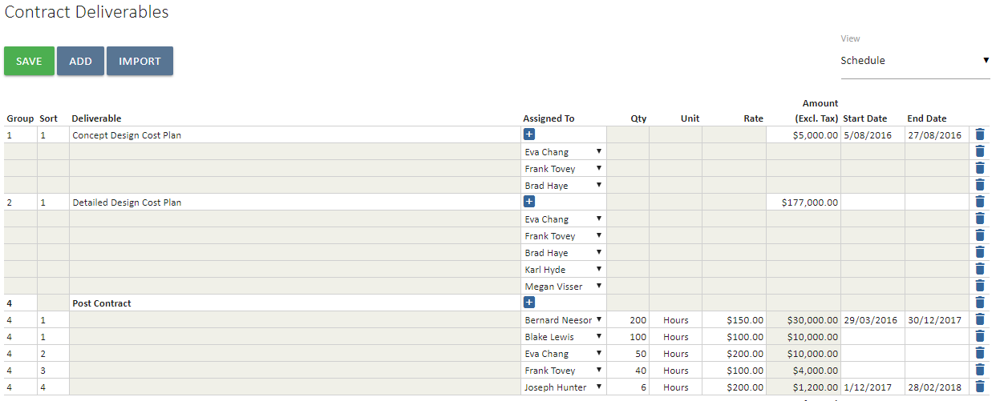 Contract Deliverables
View
SAVE ADD IMPORT Schedule
Amount
Group Sort Deliverable Assigned To Qty Unit Rate (Excl. Tax) Start Date End Date
1 1 Concept Design Cost Plan $5,000.00 5/08/2016 27/08/2016
Eva Chang
Frank Tovey
Brad Haye
2 1 Detailed Design Cost Plan $177,000.00
Eva Chang
Frank Tovey
Brad Haye
Karl Hyde
Megan Visser
4 Post Contract
4 1 Bernard Neesor 200 Hours $150.00 $30,000.00 29/03/2016 30/12/2017
4 1 Blake Lewis 100 Hours $100.00 $10,000.00
4 2 Eva Chang 50 Hours $200.00 $10,000.00
4 3 Frank Tovey 40 Hours $100.00 $4,000.00
4 4 Joseph Hunter 6 Hours $200.00 $1,200.00 1/12/2017 28/02/2018